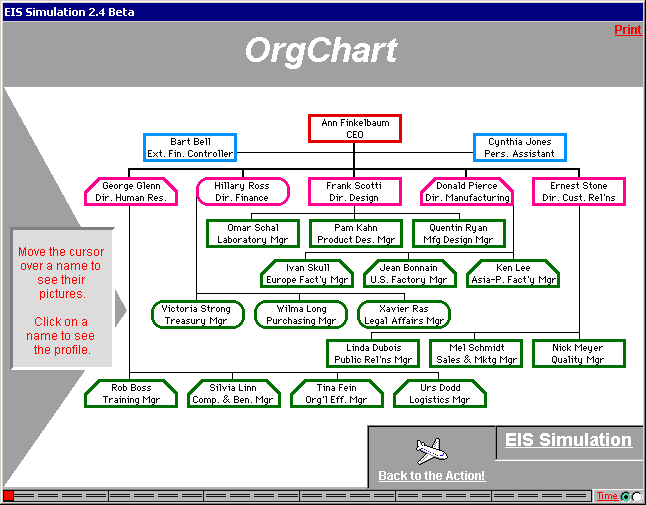 EIS Simulation 2.4 Beta
Print
OrgChart
Ann Finkelbaum
CEO
Bart Bell
Ext. Fin. Controller
Cynthia Jones
Pers. Assistant
George Glenn
Dir. Human Res.
Hillary Ross
Dir. Finance
Frank Scotti
Dir. Design
Donald Pierce
Dir. Manufacturing
Ernest Stone
Dir. Cust. Rel'ns
Omar Schal
Laboratory Mgr
Pam Kahn
Product Des. Mgr
Quentin Ryan
Mfg Design Mgr
Move the cursor
over a name to
see their
pictures.
Click on a
name to see
the profile.
Ivan Skull
Europe Fact'y Mgr
Jean Bonnain
U.S. Factory Mgr
Ken Lee
Asia-P. Fact'y Mgr
Victoria Strong
Treasury Mgr
Wilma Long
Purchasing Mgr
Xavier Ras
Legal Affairs Mgr
Linda Dubois
Public Rel'ns Mgr
Mel Schmidt
Sales & Mktg Mgr
Nick Meyer
Quality Mgr
Rob Boss
Training Mgr
Silvia Linn
Comp. & Ben. Mgr
Tina Fein
Org'l Eff. Mgr
Urs Dodd
Logistics Mgr
EIS Simulation
Back to the Action!
Time